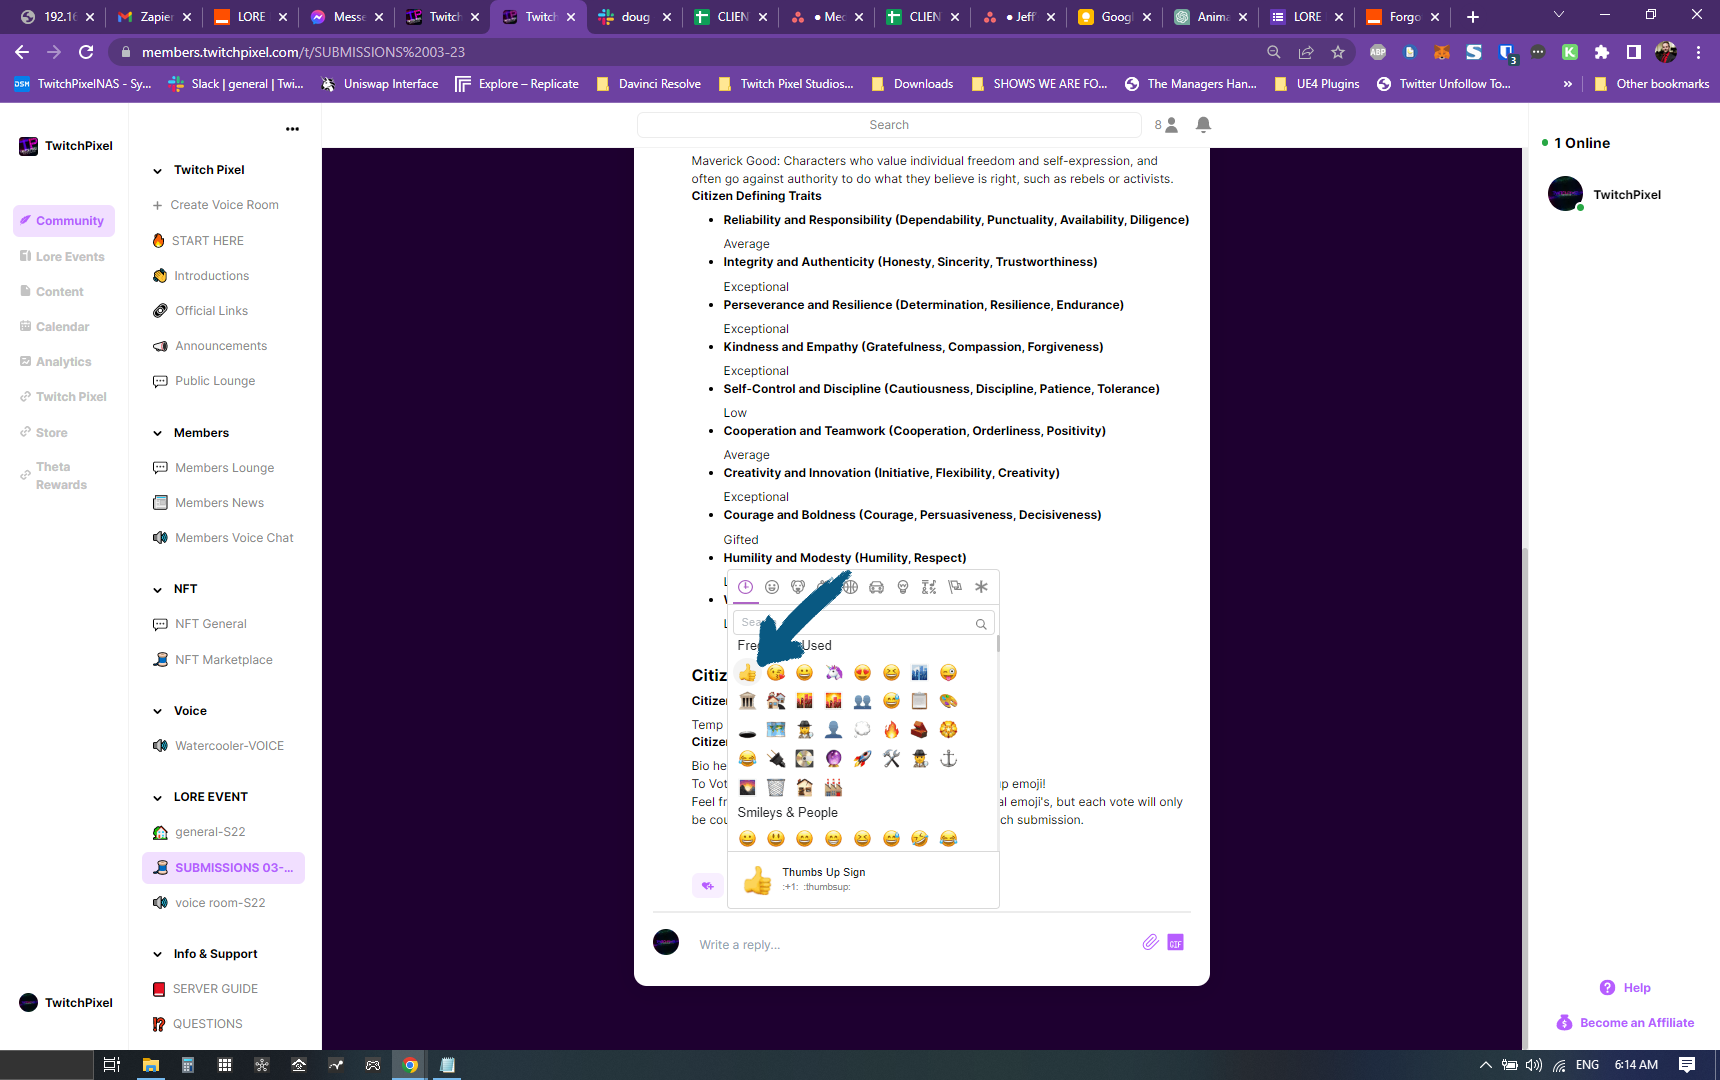 192.16
Zapier
LORE
Messe
Twitch
Twitch
doug
CLIEN
Mec
CLIEN
Jeff
Googl
Anima
LORE
Forgo
members.twitchpixel.com/t/SUBMISSIONS%2003-23
ABP
3
DSM
TwitchPixelNAS - Sy...
Slack | general | Twi...
Uniswap Interface
Explore – Replicate
Davinci Resolve
Twitch Pixel Studios...
Downloads
SHOWS WE ARE FO...
The Managers Han...
UE4 Plugins
Twitter Unfollow To...
»
Other bookmarks
TwitchPixel
Community
Lore Events
Content
Calendar
Analytics
Twitch Pixel
Store
Theta
Rewards
TwitchPixel
Twitch Pixel
Create Voice Room
START HERE
Introductions
Official Links
Announcements
Public Lounge
Members
Members Lounge
Members News
Members Voice Chat
NFT
NFT General
NFT Marketplace
Voice
Watercooler-VOICE
LORE EVENT
general-S22
SUBMISSIONS 03-...
voice room-S22
Info & Support
SERVER GUIDE
QUESTIONS
Search
8
Maverick Good: Characters who value individual freedom and self-expression, and
often go against authority to do what they believe is right, such as rebels or activists.
Citizen Defining Traits
Reliability and Responsibility (Dependability, Punctuality, Availability, Diligence)
Average
Integrity and Authenticity (Honesty, Sincerity, Trustworthiness)
Exceptional
Perseverance and Resilience (Determination, Resilience, Endurance)
Exceptional
Kindness and Empathy (Gratefulness, Compassion, Forgiveness)
Exceptional
Self-Control and Discipline (Cautiousness, Discipline, Patience, Tolerance)
Low
Cooperation and Teamwork (Cooperation, Orderliness, Positivity)
Average
Creativity and Innovation (Initiative, Flexibility, Creativity)
Exceptional
Courage and Boldness (Courage, Persuasiveness, Decisiveness)
Gifted
Humility and Modesty (Humility, Respect)
Used
Citiz
Citize
Temp
Citize
Bio he
To Vot
p emoji!
Feel fr
al emoji's, but each vote will only
be cou
ch submission.
Smileys & People
Thumbs Up Sign
:+1: :thumbsup:
Write a reply...
GIF
1 Online
TwitchPixel
Help
Become an Affiliate
ENG
6:14 AM